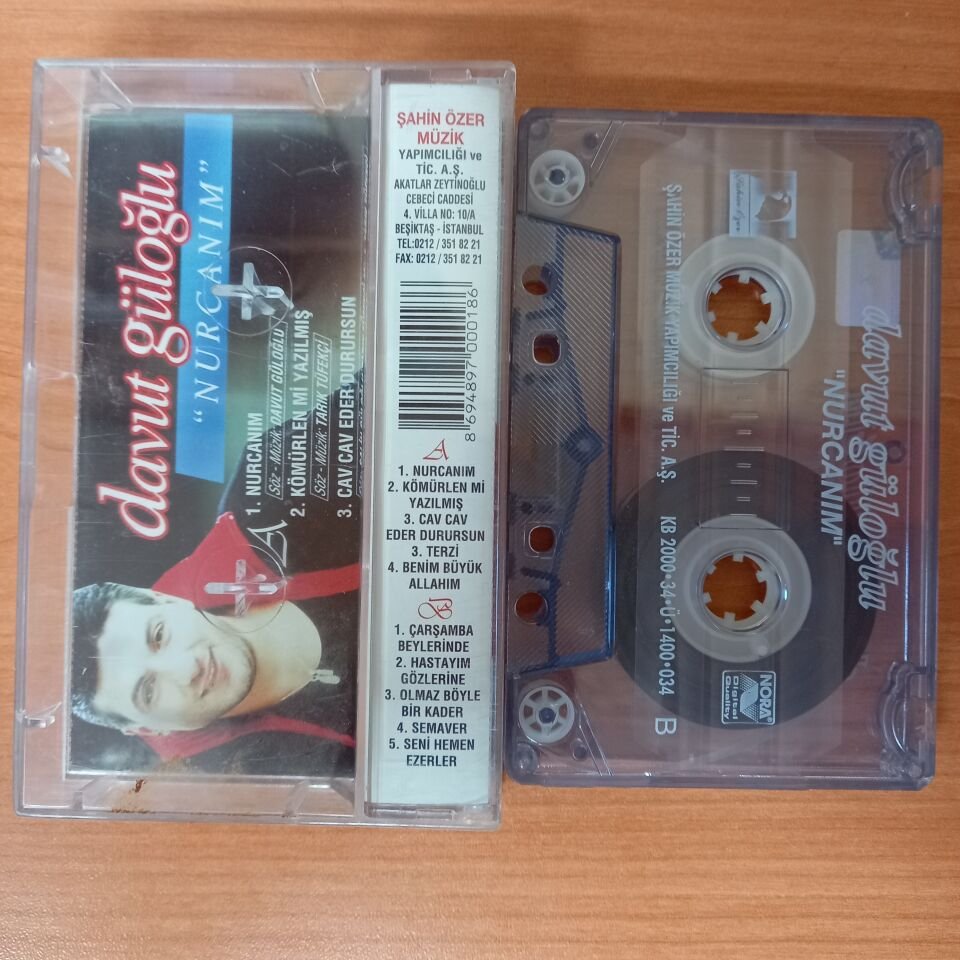 davut güloğlu
"NURCANIM"
A
1. NURCANIM
Söz - Müzik: DAVUT GÜLOĞLU
2. KÖMÜRLEN Mİ YAZILMIŞ
Söz - Müzik: TARIK TÜFEKÇİ
3. CAV CAV EDER DURURSUN
ŞAHİN ÖZER
MÜZİK
YAPIMCILIĞI ve
TİC. A.Ş.
AKATLAR ZEYTİNOĞLU
CEBECİ CADDESİ
4. VİLLA NO: 10/A
BEŞİKTAŞ - İSTANBUL
TEL:0212 / 351 82 21
FAX: 0212 / 351 82 21
8 694897 000186
A
1. NURCANIM
2. KÖMÜRLEN Mİ
YAZILMIŞ
3. CAV CAV
EDER DURURSUN
3. TERZİ
4. BENİM BÜYÜK
ALLAHIM
B
1. ÇARŞAMBA
BEYLERİNDE
2. HASTAYIM
GÖZLERİNE
3. OLMAZ BÖYLE
BİR KADER
4. SEMAVER
5. SENİ HEMEN
EZERLER
davut güloğlu
"NURCANIM"
Şahin Özer
ŞAHİN ÖZER MÜZİK YAPIMCILIĞI ve TİC. A.Ş.
KB 2000•34•Ü•1400•034
B
NORA
Digital
Quality